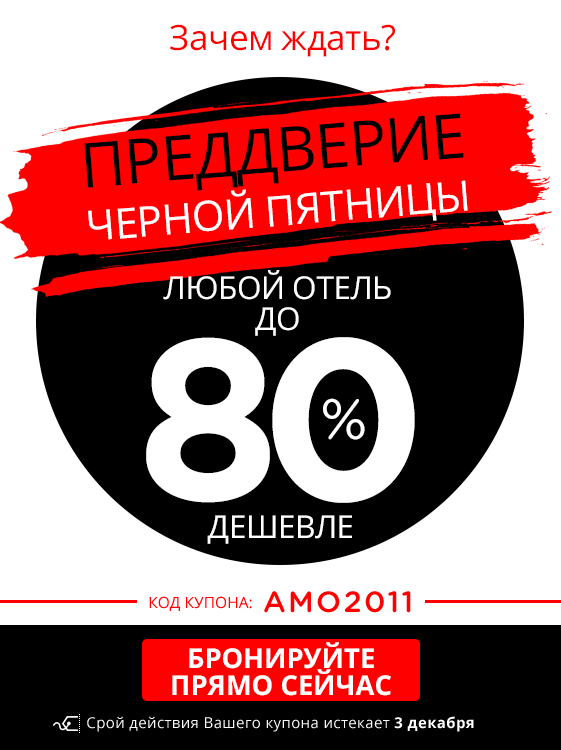 Зачем ждать?
ПРЕДДВЕРИЕ
ЧЕРНОЙ ПЯТНИЦЫ
ЛЮБОЙ ОТЕЛЬ
ДО
80%
ДЕШЕВЛЕ
КОД КУПОНА: AMO2011
БРОНИРУЙТЕ
ПРЯМО СЕЙЧАС
Срой действия Вашего купона истекает 3 декабря